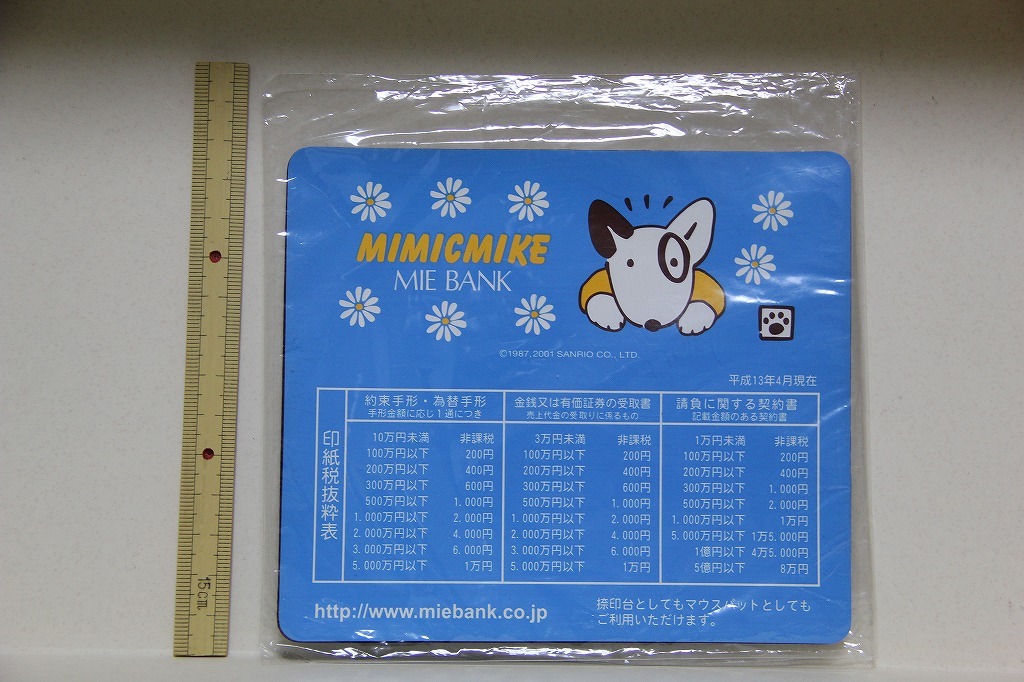 MIMICMIKE
MIE BANK
©1987,2001 SANRIO CO., LTD.
平成13年4月現在
印紙税抜粋表
約束手形・為替手形
手形金額に応じ1通につき
10万円未満 非課税
100万円以下 200円
200万円以下 400円
300万円以下 600円
500万円以下 1.000円
1.000万円以下 2.000円
2.000万円以下 4.000円
3.000万円以下 6.000円
5.000万円以下 1万円
金銭又は有価証券の受取書
売上代金の受取りに係るもの
3万円未満 非課税
100万円以下 200円
200万円以下 400円
300万円以下 600円
500万円以下 1.000円
1.000万円以下 2.000円
2.000万円以下 4.000円
3.000万円以下 6.000円
5.000万円以下 1万円
請負に関する契約書
記載金額のある契約書
1万円未満 非課税
100万円以下 200円
200万円以下 400円
300万円以下 1.000円
500万円以下 2.000円
1.000万円以下 1万円
5.000万円以下 1万5.000円
1億円以下 4万5.000円
5億円以下 8万円
http://www.miebank.co.jp
捺印台としてもマウスパットとしても
ご利用いただけます。
15cm